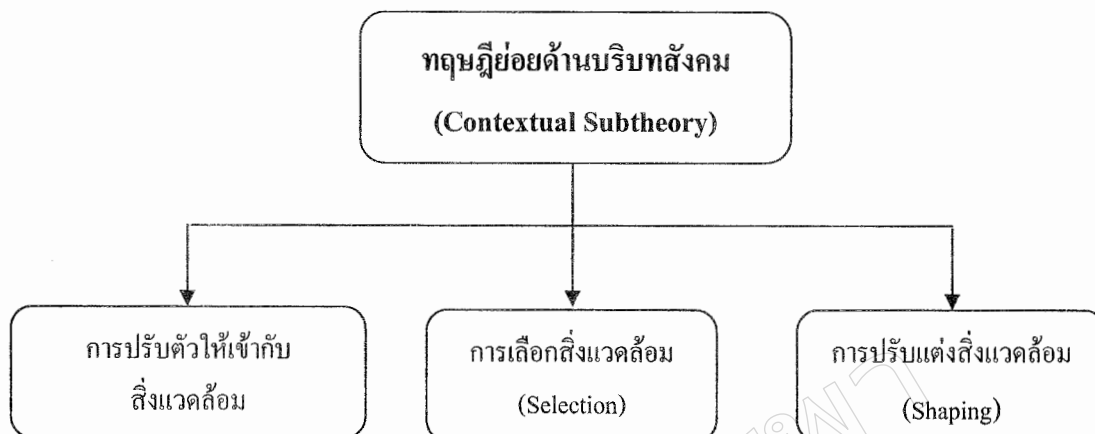 ทฤษฎีย่อยด้านบริบทสังคม
(Contextual Subtheory)
การปรับตัวให้เข้ากับ
สิ่งแวดล้อม
การเลือกสิ่งแวดล้อม
(Selection)
การปรับแต่งสิ่งแวดล้อม
(Shaping)